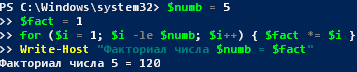 PS C:\Windows\system32> $numb = 5
>> $fact = 1
>> for ($i = 1; $i -le $numb; $i++) { $fact *= $i }
>> Write-Host "Факториал числа $numb = $fact"
Факториал числа 5 = 120